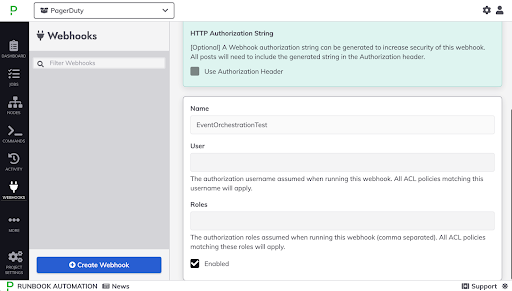 PagerDuty
Webhooks
Filter Webhooks
DASHBOARD
JOBS
NODES
COMMANDS
ACTIVITY
WEBHOOKS
MORE
PROJECT
SETTINGS
Create Webhook
HTTP Authorization String
[Optional] A Webhook authorization string can be generated to increase security of this webhook.
All posts will need to include the generated string in the Authorization header.
Use Authorization Header
Name
EventOrchestrationTest
User
The authorization username assumed when running this webhook. All ACL policies matching this
username will apply.
Roles
The authorization roles assumed when running this webhook (comma separated). All ACL policies
matching these roles will apply.
Enabled
P RUNBOOK AUTOMATION
News
Support